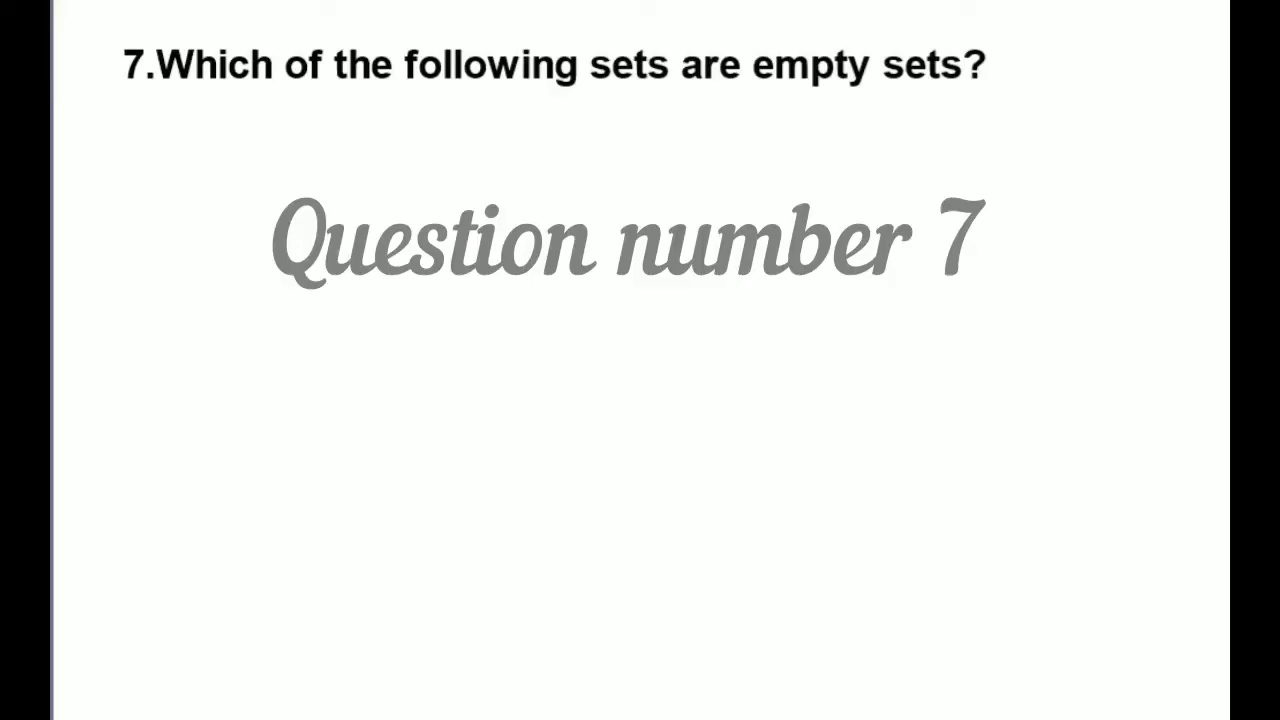 7.Which of the following sets are empty sets?
Question number 7